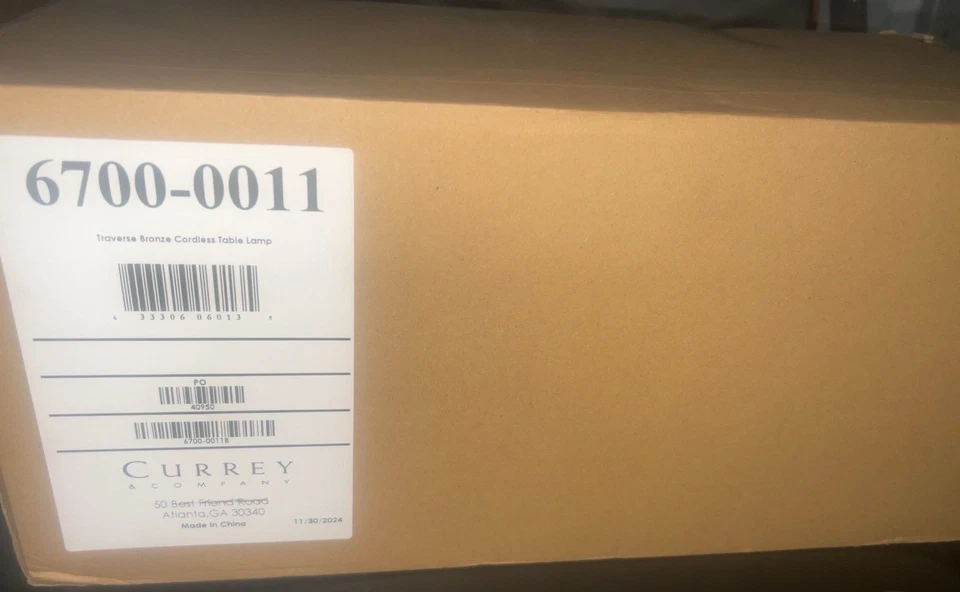 6700-0011
Traverse Bronze Cordless Table Lamp
33306 06013
PO
40950
6700-0011B
CURREY
& COMPANY
50 Best Friend Road
Atlanta, GA 30340
Made in China
11/30/2024